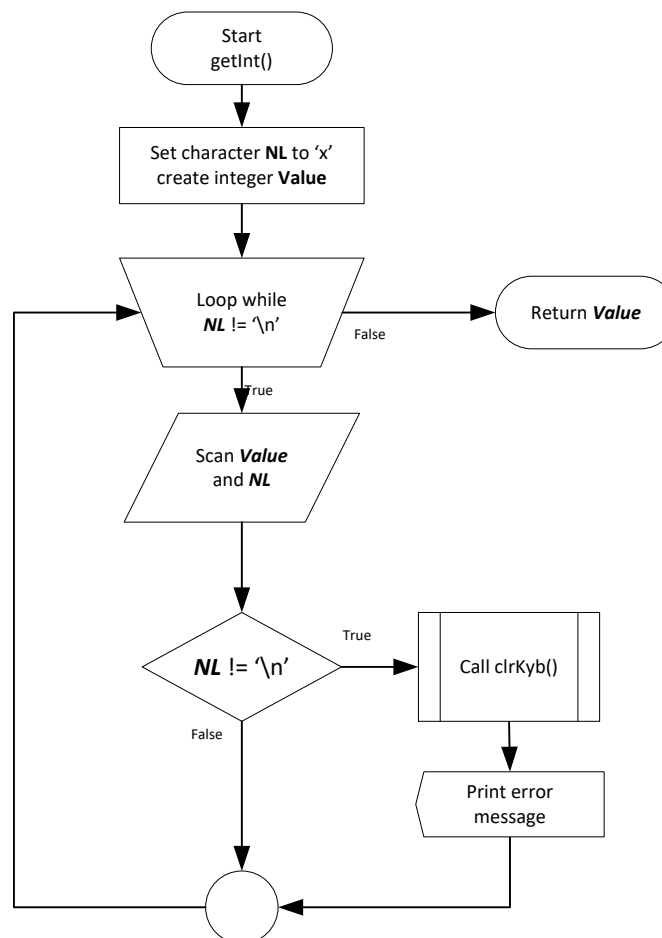 Start
getInt()
Set character NL to ‘x’
create integer Value
Loop while
NL != ‘\n’
False
Return Value
True
Scan Value
and NL
NL != ‘\n’
True
Call clrKyb()
False
Print error
message